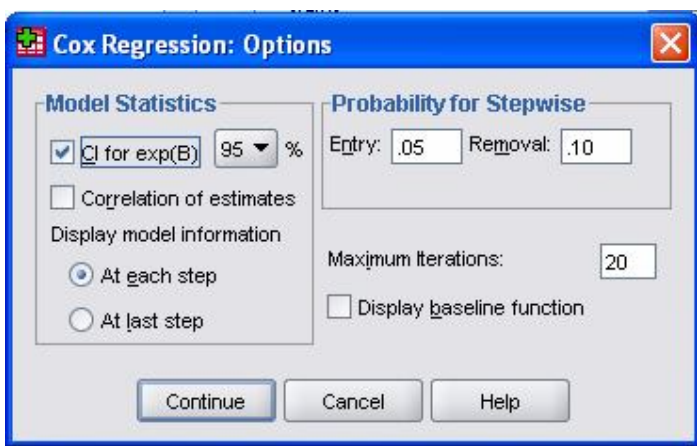 Cox Regression: Options
Model Statistics
CI for exp(B) 95 %
Correlation of estimates
Display model information
At each step
At last step
Probability for Stepwise
Entry: .05 Removal: .10
Maximum Iterations: 20
Display baseline function
Continue Cancel Help